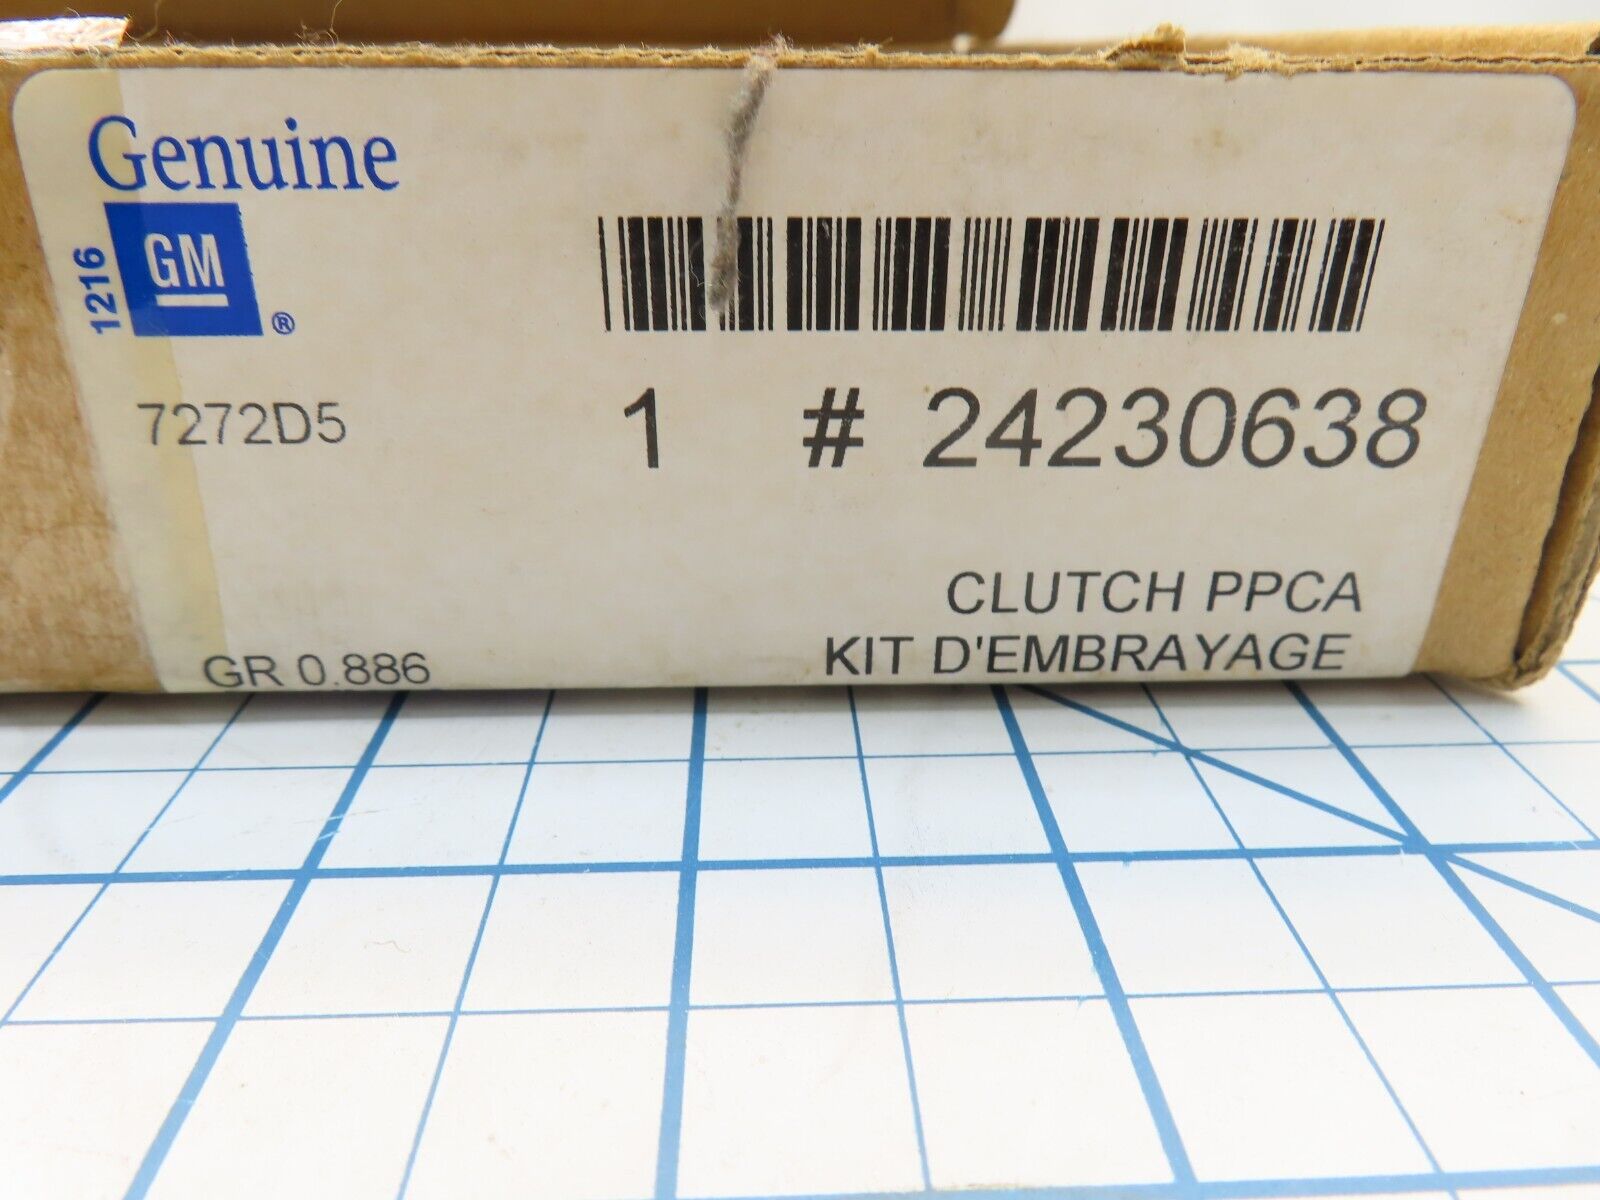 Genuine
GM
®
1216
7272D5
1 # 24230638
CLUTCH PPCA
KIT D'EMBRAYAGE
GR 0.886